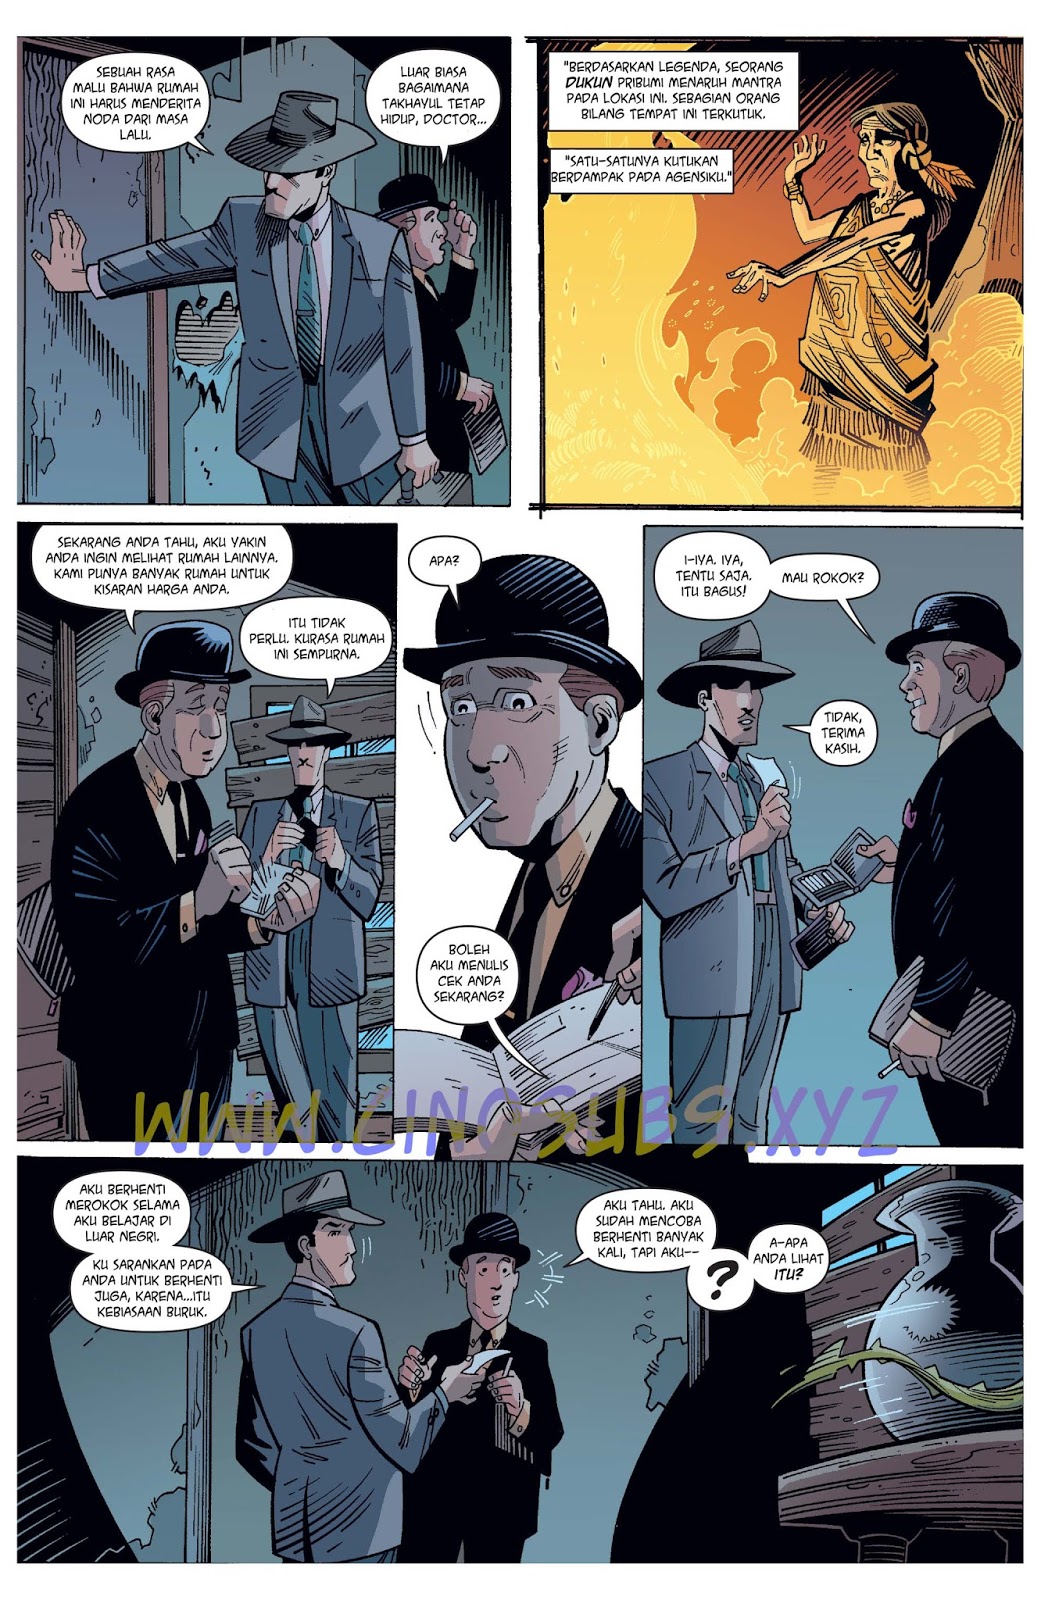 SEBUAH RASA
MALU BAHWA RUMAH
INI HARUS MENDERITA
NODA DARI MASA
LALU.
LUAR BIASA
BAGAIMANA
TAKHAYUL TETAP
HIDUP, DOCTOR...
"BERDASARKAN LEGENDA, SEORANG
DUKUN PRIBUMI MENARUH MANTRA
PADA LOKASI INI. SEBAGIAN ORANG
BILANG TEMPAT INI TERKUTUK.
"SATU-SATUNYA KUTUKAN
BERDAMPAK PADA AGENSIKU."
SEKARANG ANDA TAHU, AKU YAKIN
ANDA INGIN MELIHAT RUMAH LAINNYA.
KAMI PUNYA BANYAK RUMAH UNTUK
KISARAN HARGA ANDA.
ITU TIDAK
PERLU. KURASA RUMAH
INI SEMPURNA.
APA?
BOLEH
AKU MENULIS
CEK ANDA
SEKARANG?
I-IYA. IYA,
TENTU SAJA.
ITU BAGUS!
MAU ROKOK?
TIDAK,
TERIMA
KASIH.
WWW.CINOSUBS.XYZ
AKU BERHENTI
MEROKOK SELAMA
AKU BELAJAR DI
LUAR NEGRI.
KU SARANKAN PADA
ANDA UNTUK BERHENTI
JUGA, KARENA...ITU
KEBIASAAN BURUK.
AKU TAHU. AKU
SUDAH MENCOBA
BERHENTI BANYAK
KALI, TAPI AKU--
?
A-APA
ANDA LIHAT
ITU?